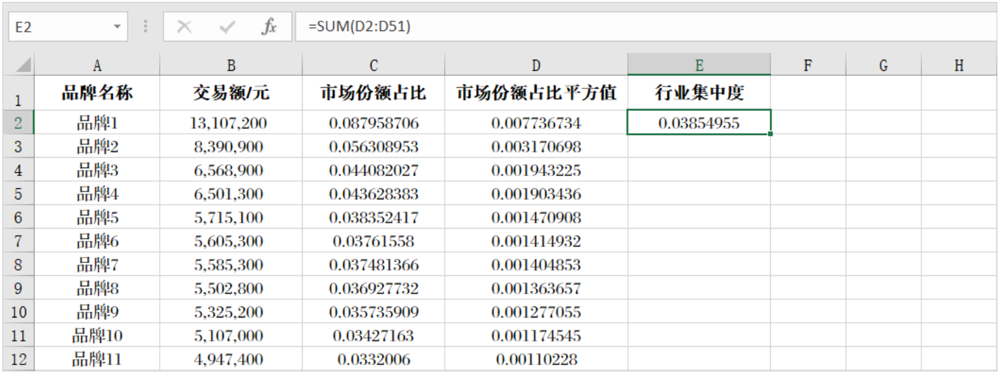 E2 fx =SUM(D2:D51)
A B C D E F G H
1 品牌名称 交易额/元 市场份额占比 市场份额占比平方值 行业集中度
2 品牌1 13,107,200 0.087958706 0.007736734 0.03854955
3 品牌2 8,390,900 0.056308953 0.003170698
4 品牌3 6,568,900 0.044082027 0.001943225
5 品牌4 6,501,300 0.043628383 0.001903436
6 品牌5 5,715,100 0.038352417 0.001470908
7 品牌6 5,605,300 0.03761558 0.001414932
8 品牌7 5,585,300 0.037481366 0.001404853
9 品牌8 5,502,800 0.036927732 0.001363657
10 品牌9 5,325,200 0.035735909 0.001277055
11 品牌10 5,107,000 0.03427163 0.001174545
12 品牌11 4,947,400 0.0332006 0.00110228